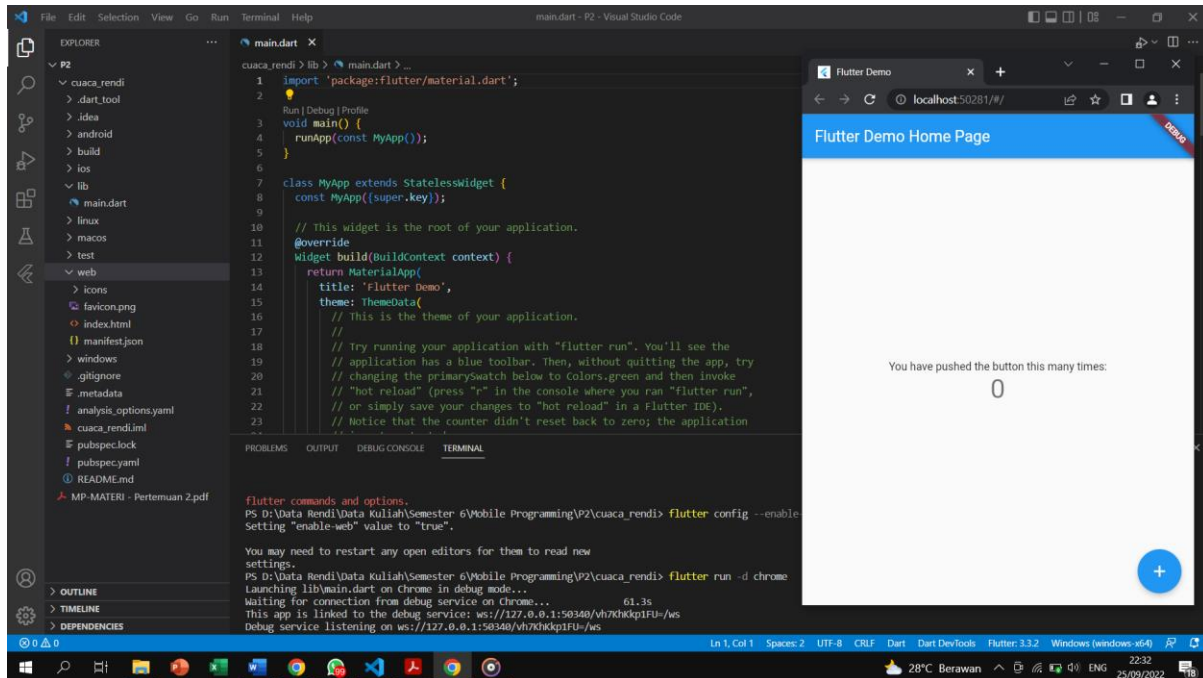 File Edit Selection View Go Run Terminal Help
main.dart - P2 - Visual Studio Code
EXPLORER
P2
cuaca_rendi
.dart_tool
.idea
android
build
ios
lib
main.dart
linux
macos
test
web
icons
favicon.png
index.html
manifest.json
windows
.gitignore
.metadata
analysis_options.yaml
cuaca_rendi.iml
pubspec.lock
pubspec.yaml
README.md
MP-MATERI - Pertemuan 2.pdf
OUTLINE
TIMELINE
DEPENDENCIES
main.dart
cuaca_rendi > lib > main.dart > ...
1 import 'package:flutter/material.dart';
2
Run | Debug | Profile
3 void main() {
4 runApp(const MyApp());
5 }
6
7 class MyApp extends StatelessWidget {
8 const MyApp({super.key});
9
10 // This widget is the root of your application.
11 @override
12 Widget build(BuildContext context) {
13 return MaterialApp(
14 title: 'Flutter Demo',
15 theme: ThemeData(
16 // This is the theme of your application.
17 //
18 // Try running your application with "flutter run". You'll see the
19 // application has a blue toolbar. Then, without quitting the app, try
20 // changing the primarySwatch below to Colors.green and then invoke
21 // "hot reload" (press "r" in the console where you ran "flutter run",
22 // or simply save your changes to "hot reload" in a Flutter IDE).
23 // Notice that the counter didn't reset back to zero; the application
PROBLEMS OUTPUT DEBUG CONSOLE TERMINAL
flutter commands and options.
PS D:\Data Rendi\Data Kuliah\Semester 6\Mobile Programming\P2\cuaca_rendi> flutter config --enable-
Setting "enable-web" value to "true".
You may need to restart any open editors for them to read new
settings.
PS D:\Data Rendi\Data Kuliah\Semester 6\Mobile Programming\P2\cuaca_rendi> flutter run -d chrome
Launching lib\main.dart on Chrome in debug mode...
Waiting for connection from debug service on Chrome... 61.3s
This app is linked to the debug service: ws://127.0.0.1:50340/vh7KhKkp1FU=/ws
Debug service listening on ws://127.0.0.1:50340/vh7KhKkp1FU=/ws
Flutter Demo
localhost:50281/#/
Flutter Demo Home Page
DEBUG
You have pushed the button this many times:
0
+
0 0
Ln 1, Col 1 Spaces: 2 UTF-8 CRLF Dart Dart DevTools Flutter: 3.3.2 Windows (windows-x64)
28°C Berawan ENG
22:32
25/09/2022
18